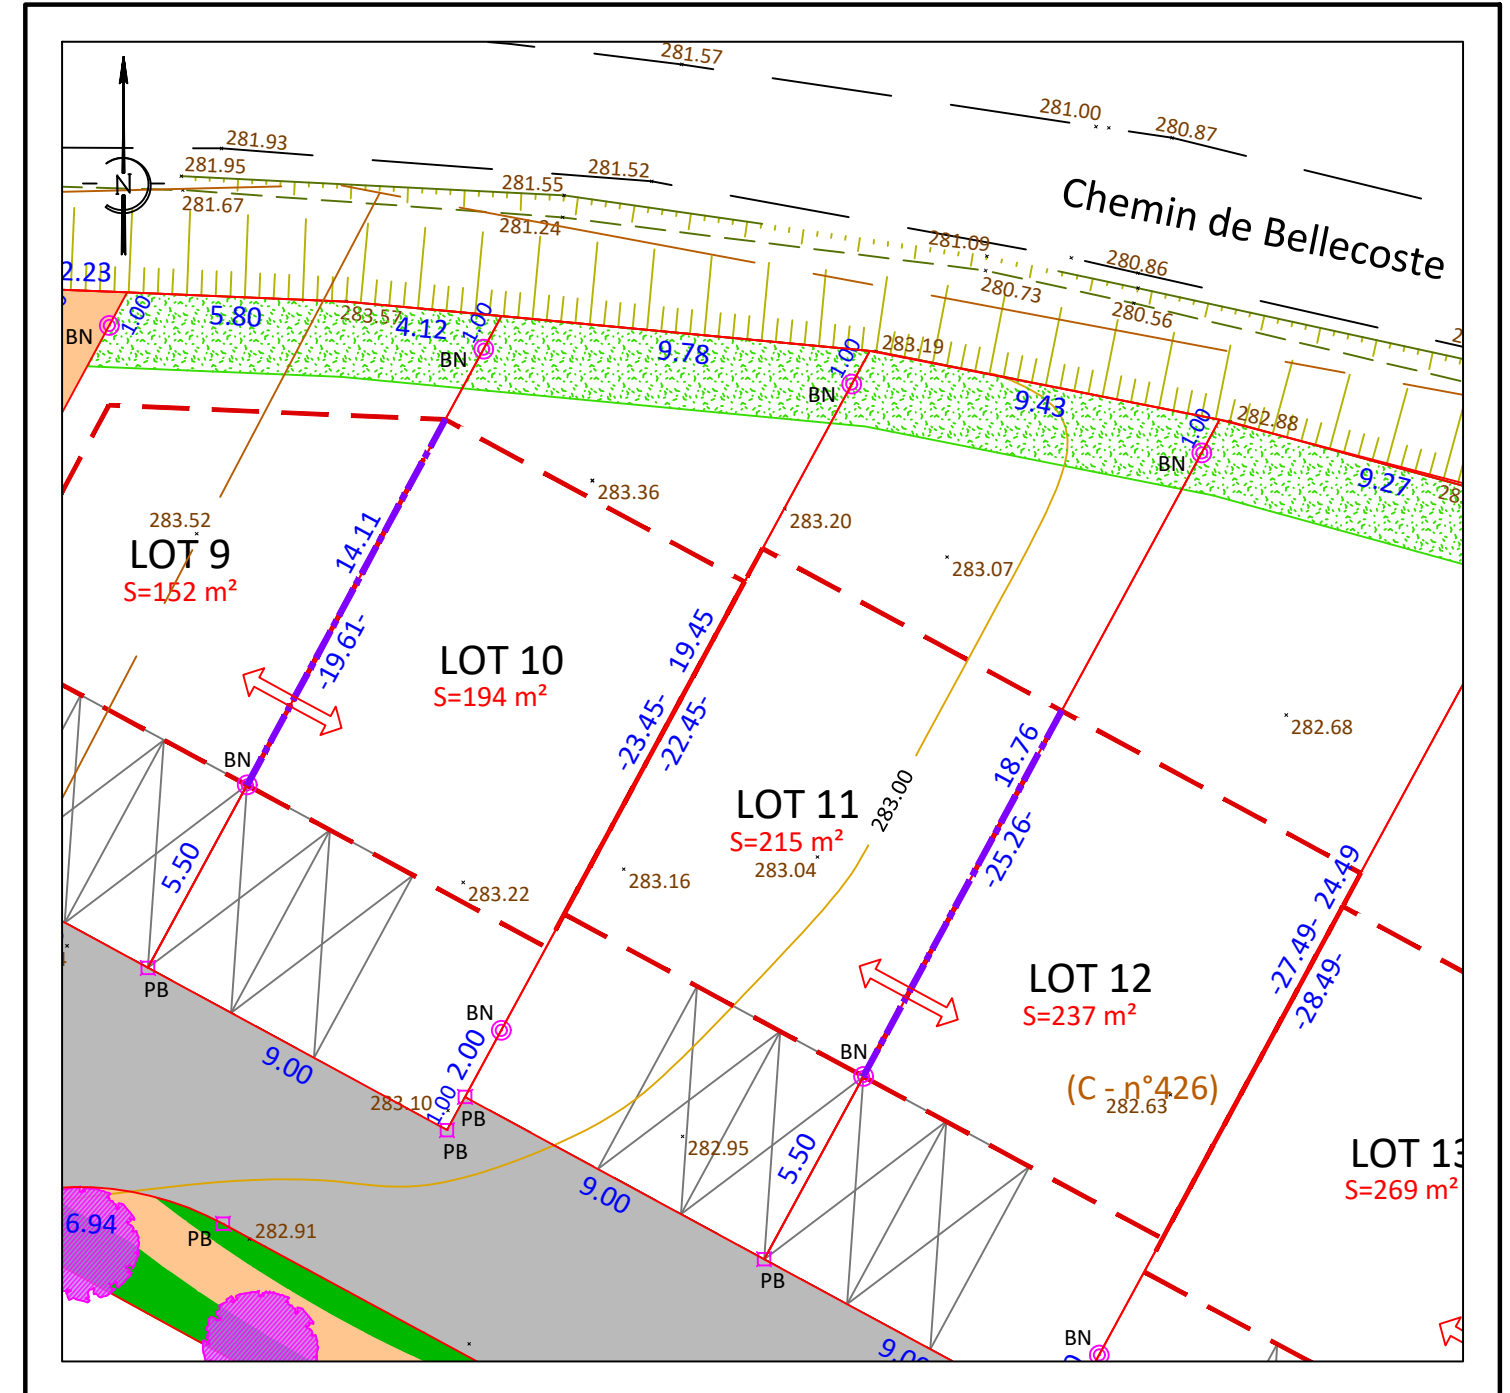 281.57
281.00
280.87
281.93
281.95
281.52
281.55
281.67
281.24
N
Chemin de Bellecoste
281.09
280.86
280.73
280.56
2.23
1.00
5.80
283.57
4.12
1.00
BN
BN
9.78
1.00
283.19
BN
9.43
282.88
1.00
BN
9.27
283.36
283.20
283.52
14.11
283.07
LOT 9
S=152 m²
-19.61-
19.45
LOT 10
S=194 m²
-23.45-
-22.45-
282.68
18.76
BN
LOT 11
S=215 m²
283.00
-25.26-
5.50
283.04
283.16
283.22
24.49
-27.49-
-28.49-
LOT 12
S=237 m²
PB
BN
2.00
9.00
BN
(C - n°426)
282.63
283.10
1.00
PB
PB
282.95
5.50
LOT 13
S=269 m²
9.00
6.94
PB
282.91
PB
BN
9.00